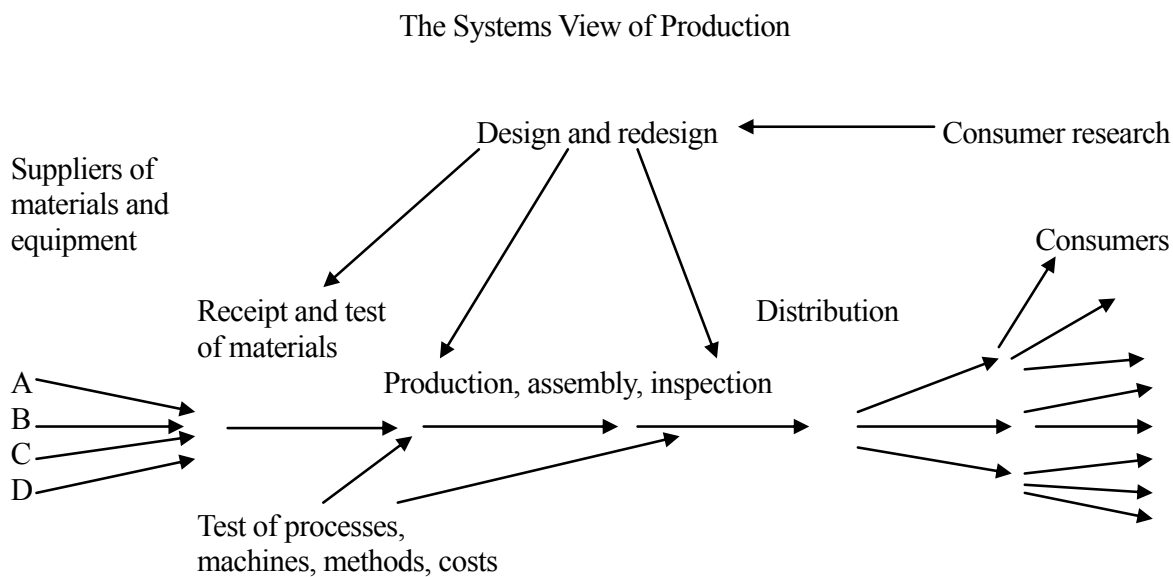 The Systems View of Production
Design and redesign
Consumer research
Suppliers of
materials and
equipment
Consumers
Receipt and test
of materials
Distribution
Production, assembly, inspection
A
B
C
D
Test of processes,
machines, methods, costs